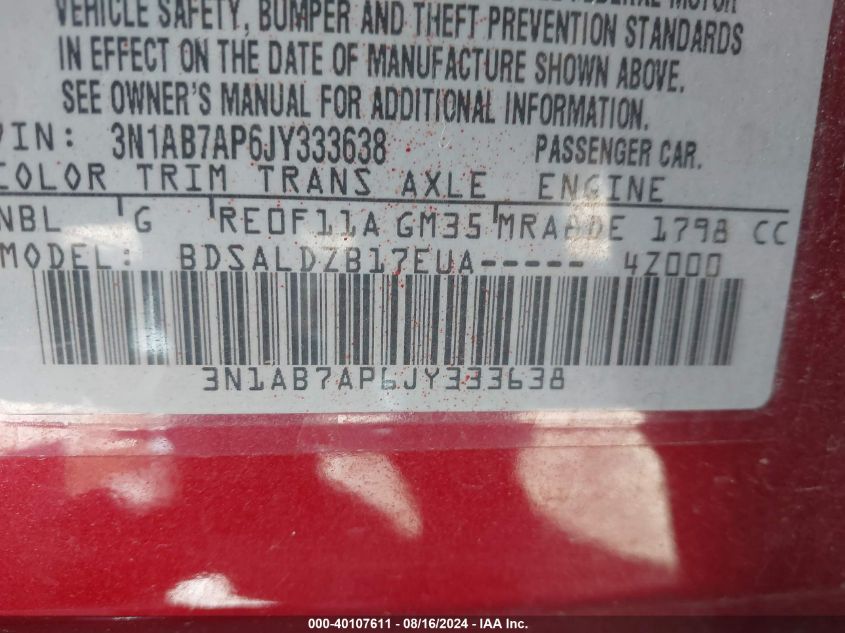 VEHICLE SAFETY, BUMPER AND THEFT PREVENTION STANDARDS
IN EFFECT ON THE DATE OF MANUFACTURE SHOWN ABOVE.
SEE OWNER'S MANUAL FOR ADDITIONAL INFORMATION.
VIN: 3N1AB7AP6JY333638 PASSENGER CAR.
COLOR TRIM TRANS AXLE ENGINE
NBL G RE0F11A GM35 MRA8DE 1798 CC
MODEL: BDSALDZB17EUA----- 4Z000
3N1AB7AP6JY333638
000-40107611 - 08/16/2024 - IAA Inc.